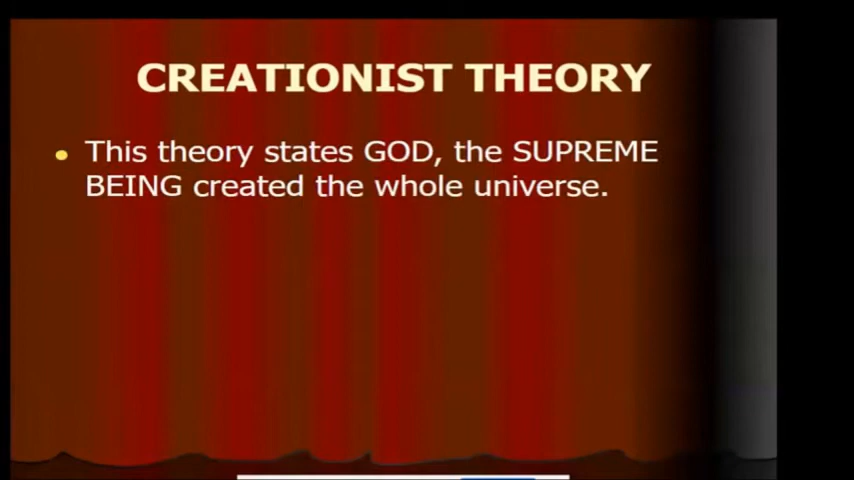 CREATIONIST THEORY
• This theory states GOD, the SUPREME
BEING created the whole universe.